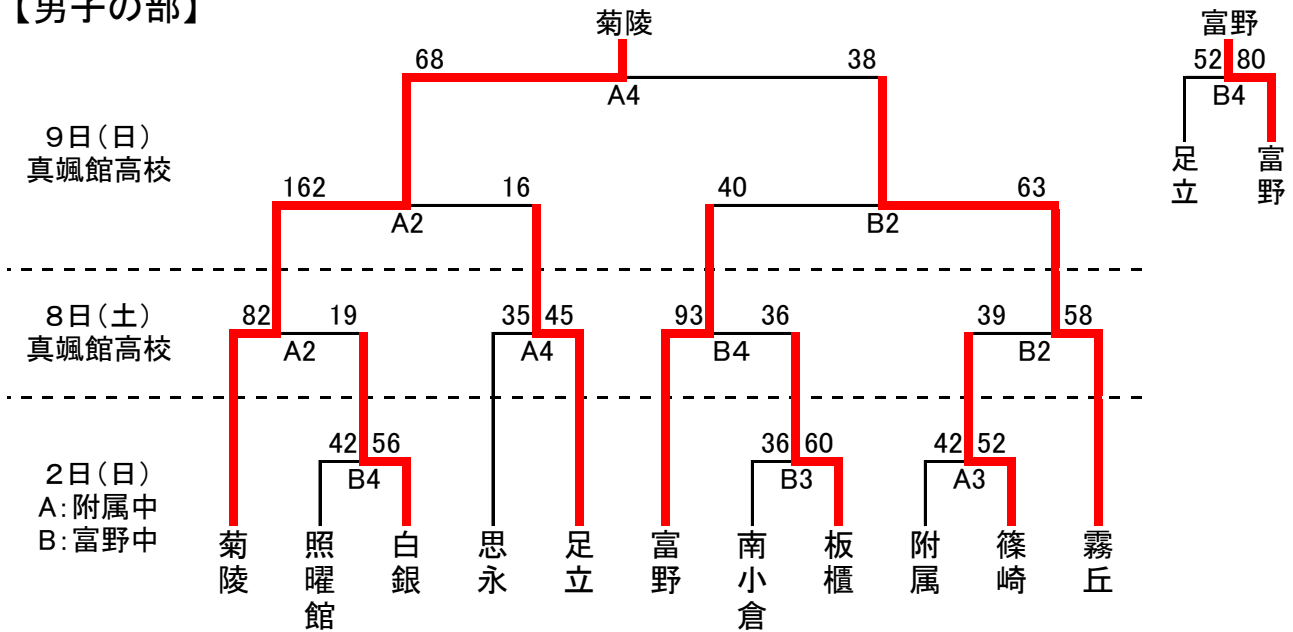 【男子の部】
菊陵
富野
68
38
52
80
A4
B4
9日（日）
真颯館高校
足立
富野
162
16
40
63
A2
B2
8日（土）
真颯館高校
82
19
35
45
93
36
39
58
A2
A4
B4
B2
42
56
36
60
42
52
B4
B3
A3
2日（日）
A：附属中
B：富野中
菊陵
照曜館
白銀
思永
足立
富野
南小倉
板櫃
附属
篠崎
霧丘